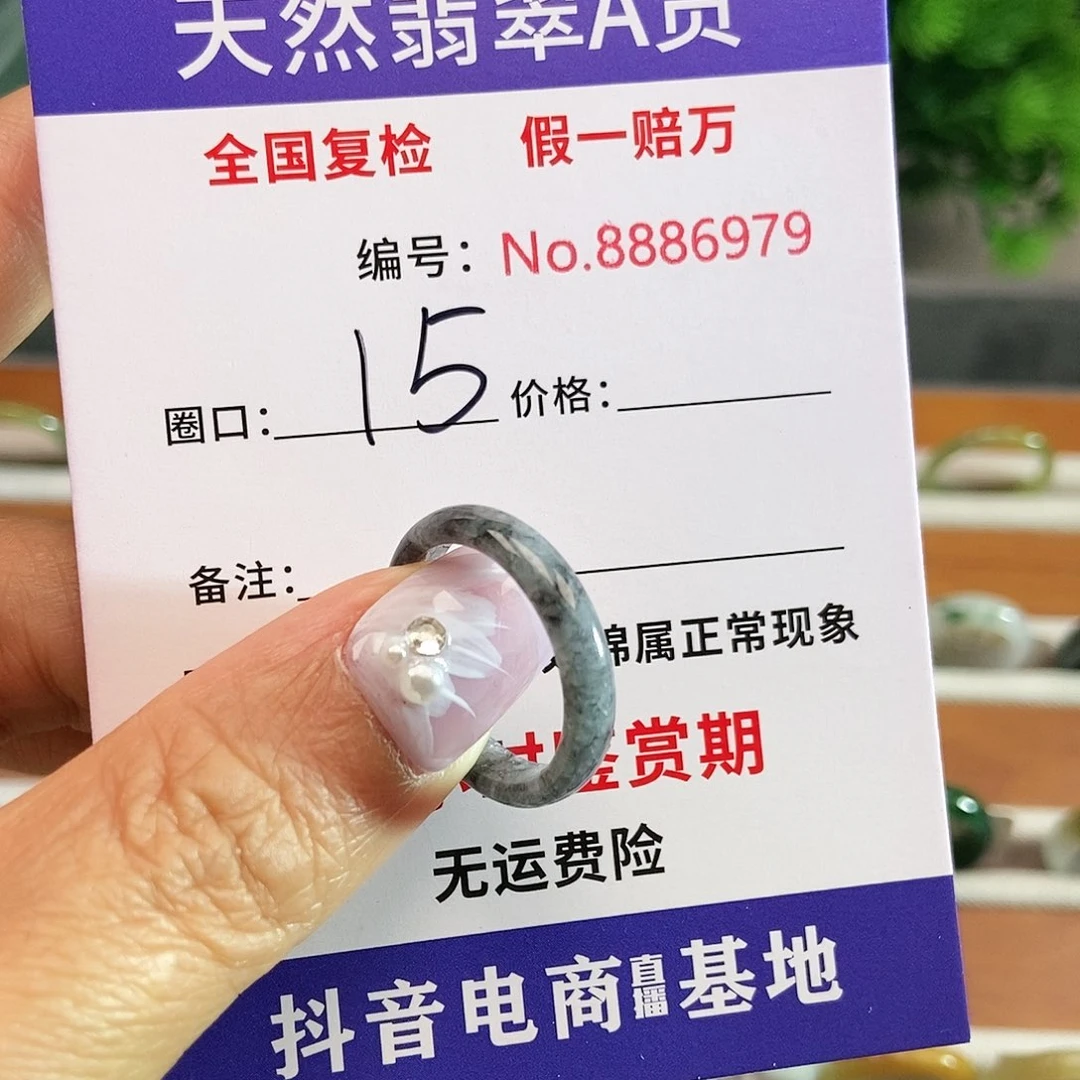 天然翡翠A货
全国复检 假一赔万
编号：No.8886979
圈口：15 价格：
备注：
棉属正常现象
鉴赏期
无运费险
抖音电商直播基地